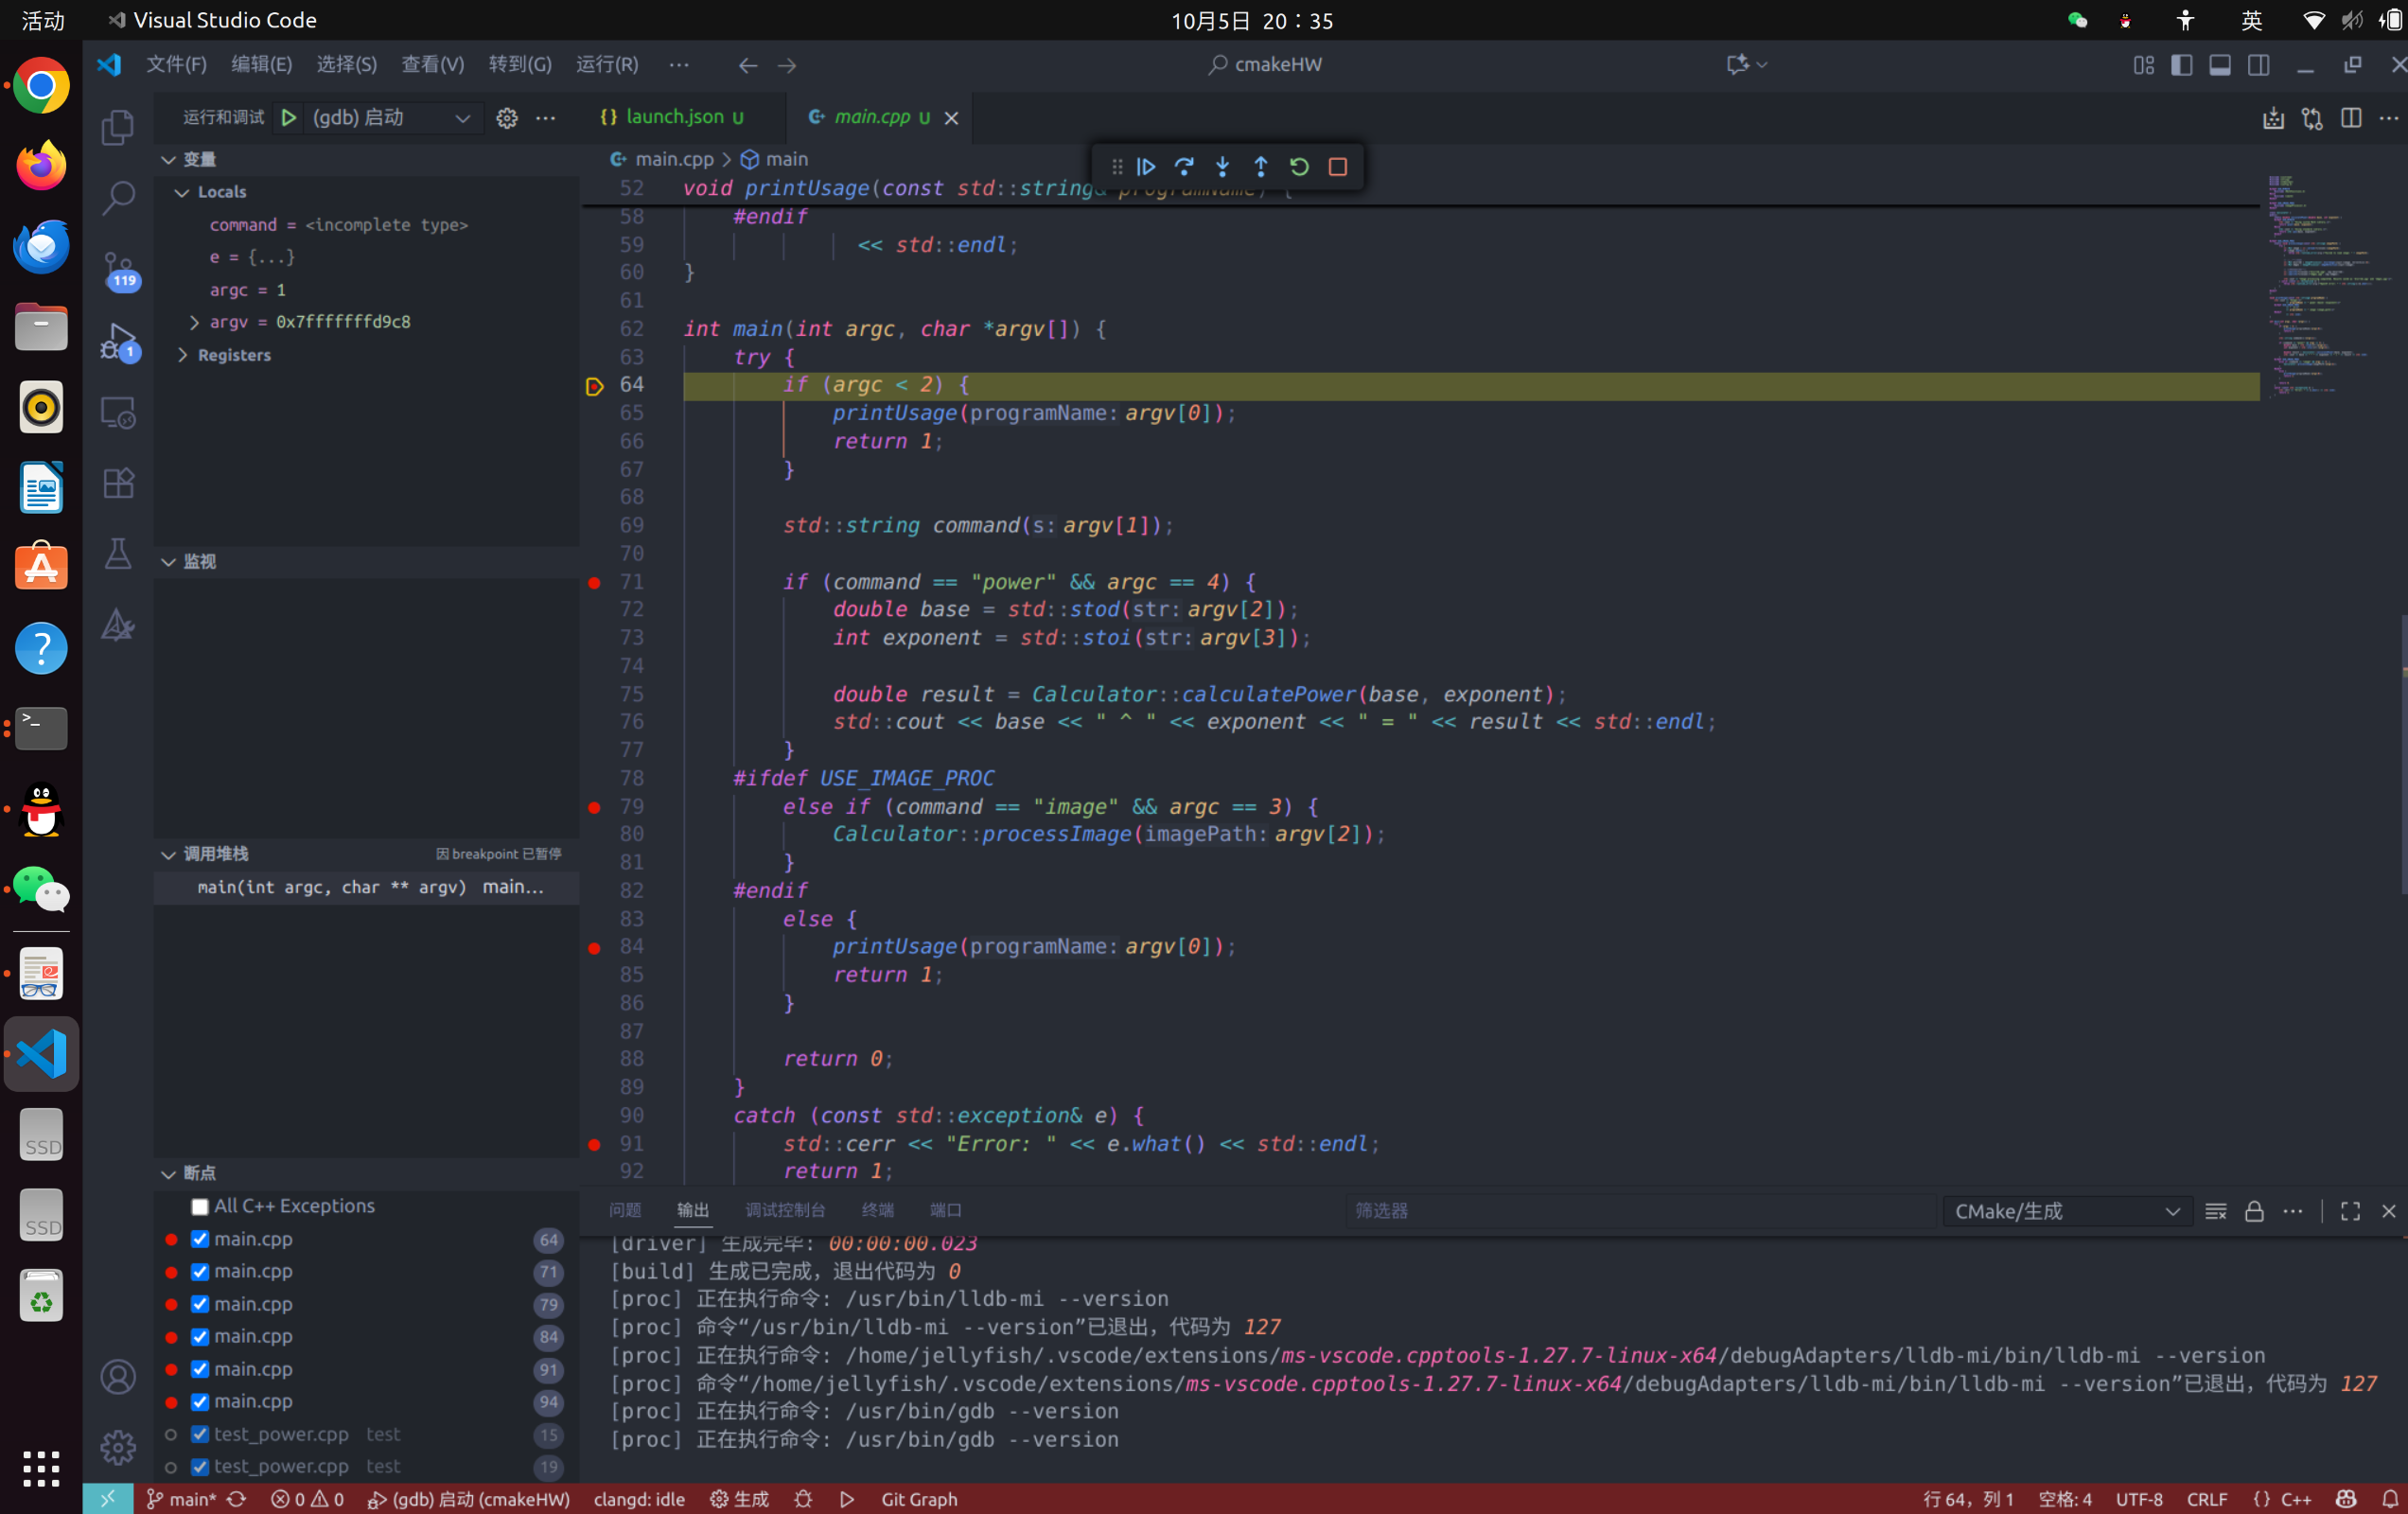 活动 Visual Studio Code 10月5日 20：35 英
文件(F) 编辑(E) 选择(S) 查看(V) 转到(G) 运行(R) ··· cmakeHW
运行和调试 (gdb) 启动 ··· {} launch.json U main.cpp U
main.cpp > main
变量
Locals
command = <incomplete type>
e = {...}
argc = 1
argv = 0x7fffffffd9c8
Registers
监视
调用堆栈 因 breakpoint 已暂停
main(int argc, char ** argv) main...
断点
All C++ Exceptions
main.cpp 64
main.cpp 71
main.cpp 79
main.cpp 84
main.cpp 91
main.cpp 94
test_power.cpp test 15
test_power.cpp test 19
119
1
>_
SSD
SSD
52 void printUsage(const std::string& programName) {
58 #endif
59 << std::endl;
60 }
61
62 int main(int argc, char *argv[]) {
63 try {
64 if (argc < 2) {
65 printUsage(programName: argv[0]);
66 return 1;
67 }
68
69 std::string command(s: argv[1]);
70
71 if (command == "power" && argc == 4) {
72 double base = std::stod(str: argv[2]);
73 int exponent = std::stoi(str: argv[3]);
74
75 double result = Calculator::calculatePower(base, exponent);
76 std::cout << base << " ^ " << exponent << " = " << result << std::endl;
77 }
78 #ifdef USE_IMAGE_PROC
79 else if (command == "image" && argc == 3) {
80 Calculator::processImage(imagePath: argv[2]);
81 }
82 #endif
83 else {
84 printUsage(programName: argv[0]);
85 return 1;
86 }
87
88 return 0;
89 }
90 catch (const std::exception& e) {
91 std::cerr << "Error: " << e.what() << std::endl;
92 return 1;
问题 输出 调试控制台 终端 端口 筛选器 CMake/生成
[driver] 生成完毕: 00:00:00.023
[build] 生成已完成，退出代码为 0
[proc] 正在执行命令: /usr/bin/lldb-mi --version
[proc] 命令“/usr/bin/lldb-mi --version”已退出，代码为 127
[proc] 正在执行命令: /home/jellyfish/.vscode/extensions/ms-vscode.cpptools-1.27.7-linux-x64/debugAdapters/lldb-mi/bin/lldb-mi --version
[proc] 命令“/home/jellyfish/.vscode/extensions/ms-vscode.cpptools-1.27.7-linux-x64/debugAdapters/lldb-mi/bin/lldb-mi --version”已退出，代码为 127
[proc] 正在执行命令: /usr/bin/gdb --version
[proc] 正在执行命令: /usr/bin/gdb --version
main* 0 0 (gdb) 启动 (cmakeHW) clangd: idle 生成 Git Graph 行 64，列 1 空格: 4 UTF-8 CRLF {} C++